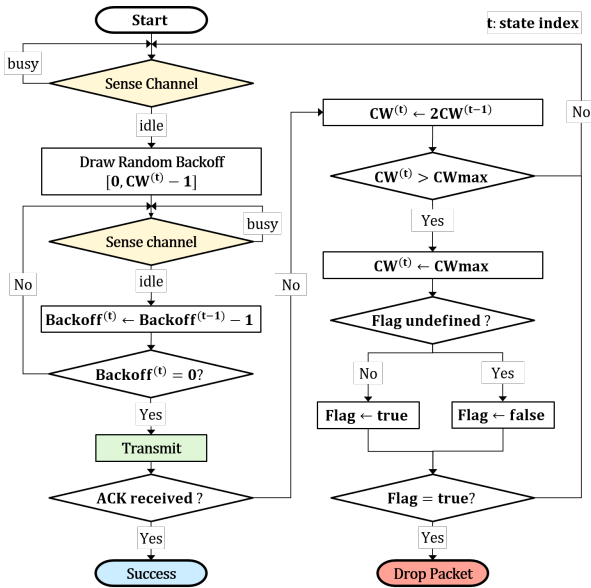 Start
t: state index
busy
Sense Channel
idle
Draw Random Backoff
[0, CW⁽ᵗ⁾ − 1]
Sense channel
busy
idle
No
Backoff⁽ᵗ⁾ ← Backoff⁽ᵗ⁻¹⁾ − 1
Backoff⁽ᵗ⁾ = 0?
Yes
Transmit
ACK received ?
Yes
Success
No
CW⁽ᵗ⁾ ← 2CW⁽ᵗ⁻¹⁾
No
CW⁽ᵗ⁾ > CWmax
Yes
CW⁽ᵗ⁾ ← CWmax
Flag undefined ?
No
Yes
Flag ← true
Flag ← false
Flag = true?
Yes
Drop Packet